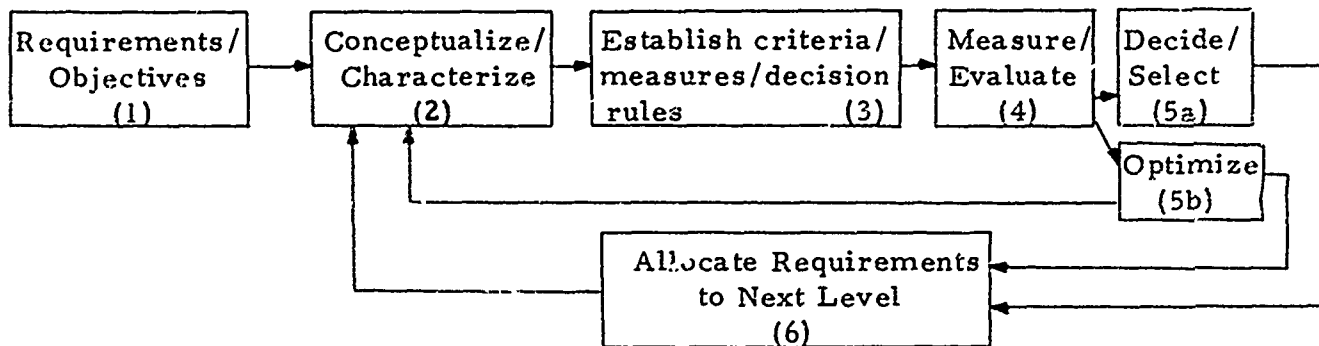 Requirements/
Objectives
(1)
Conceptualize/
Characterize
(2)
Establish criteria/
measures/decision
rules (3)
Measure/
Evaluate
(4)
Decide/
Select
(5a)
Optimize
(5b)
Allocate Requirements
to Next Level
(6)